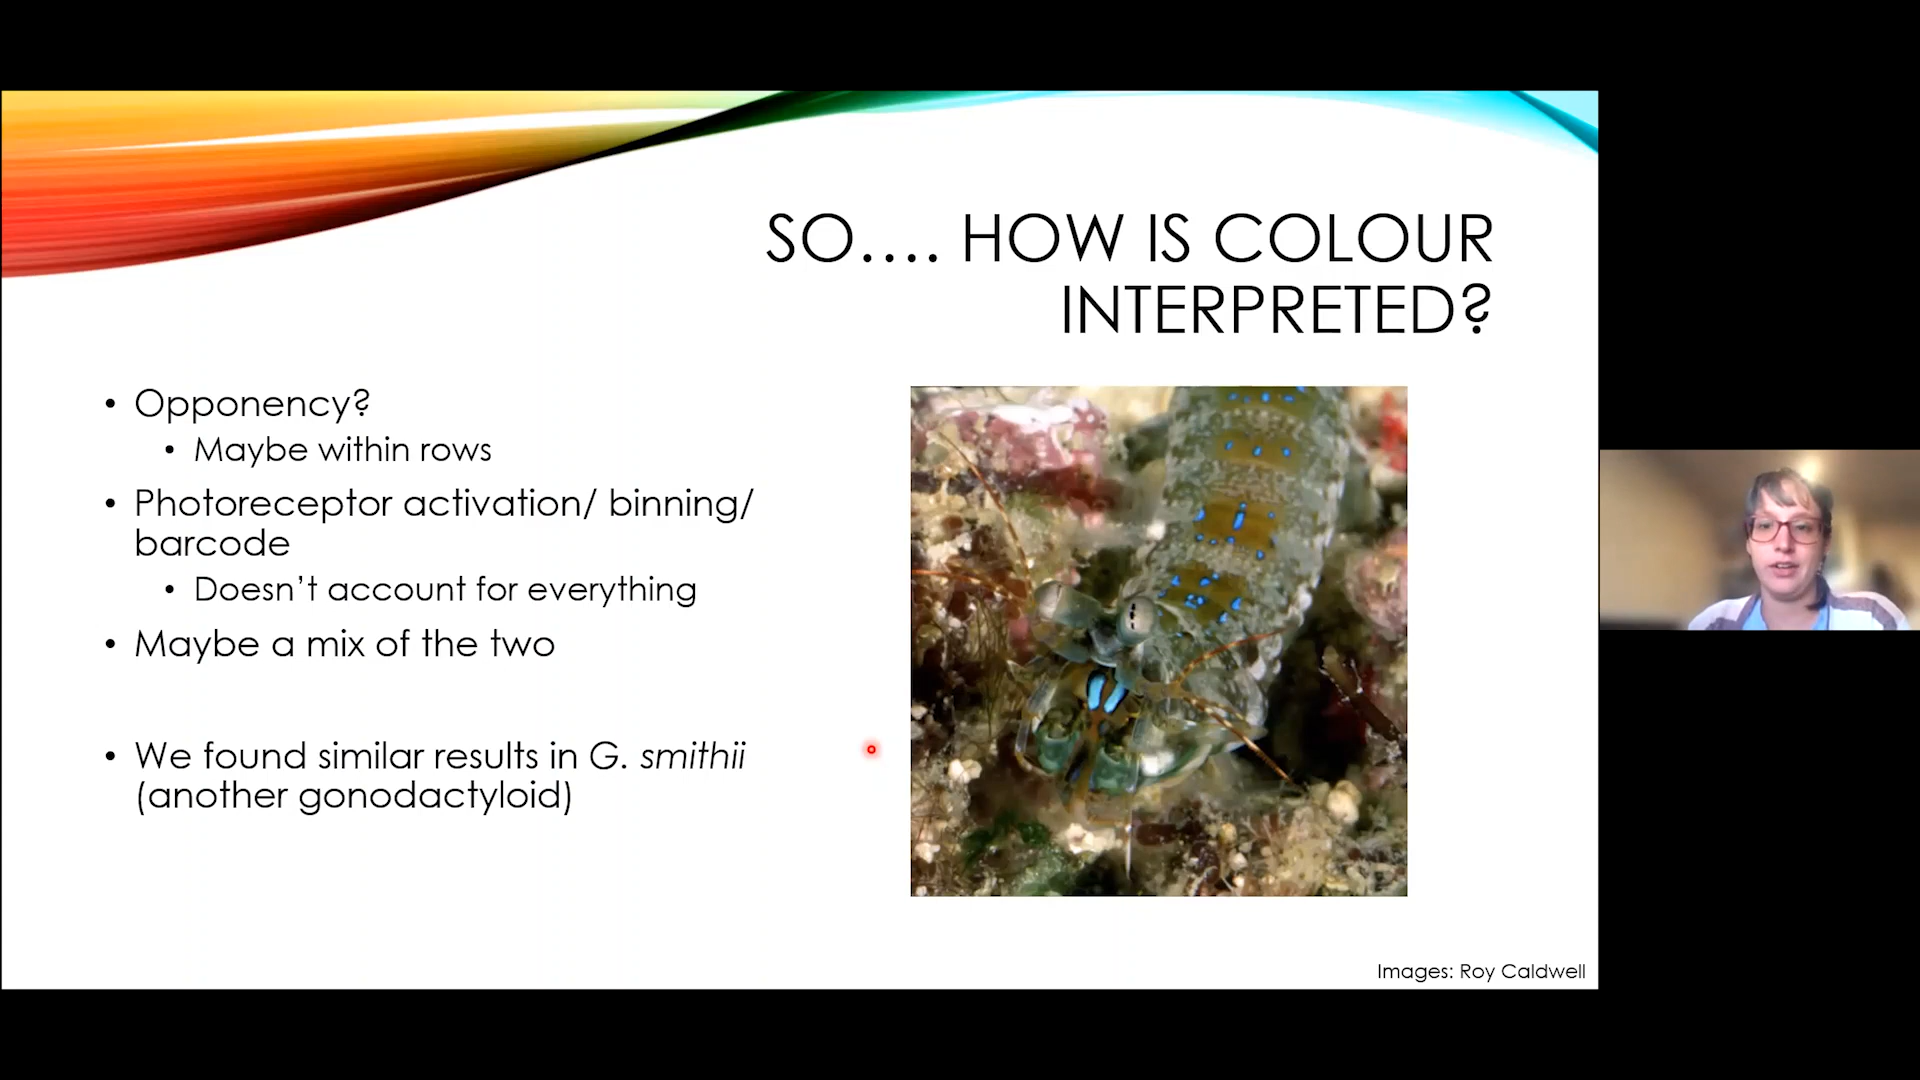 SO.... HOW IS COLOUR
INTERPRETED?
• Opponency?
• Maybe within rows
• Photoreceptor activation/ binning/
barcode
• Doesn’t account for everything
• Maybe a mix of the two
• We found similar results in G. smithii
(another gonodactyloid)
Images: Roy Caldwell